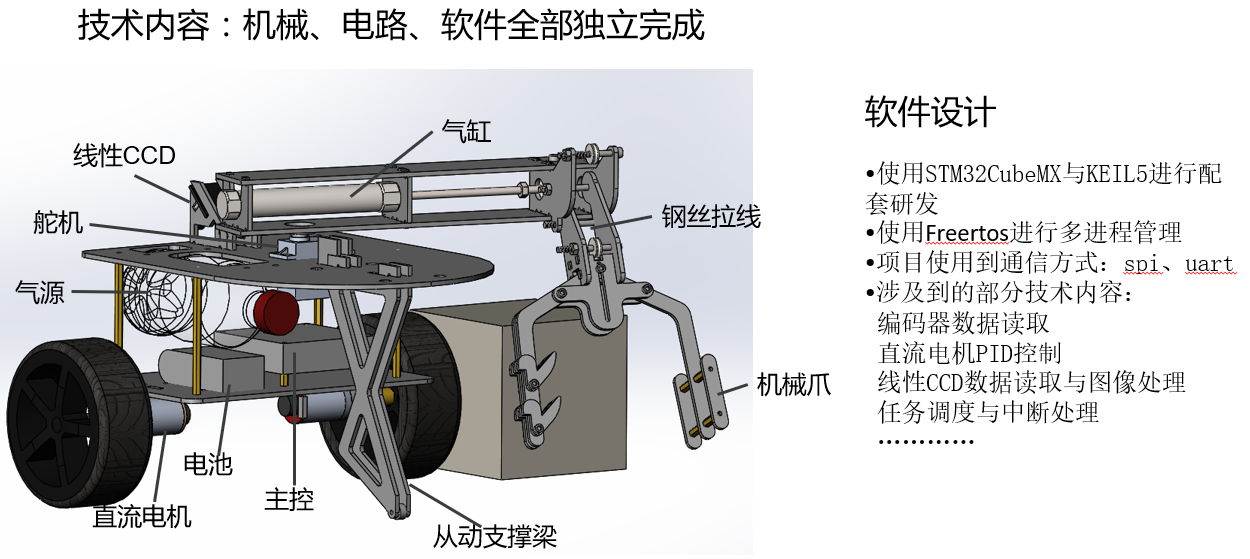 技术内容：机械、电路、软件全部独立完成
气缸
线性CCD
舵机
钢丝拉线
气源
机械爪
电池
主控
直流电机
从动支撑梁
软件设计
•使用STM32CubeMX与KEIL5进行配
套研发
•使用Freertos进行多进程管理
•项目使用到通信方式：spi、uart
•涉及到的部分技术内容：
编码器数据读取
直流电机PID控制
线性CCD数据读取与图像处理
任务调度与中断处理
…………